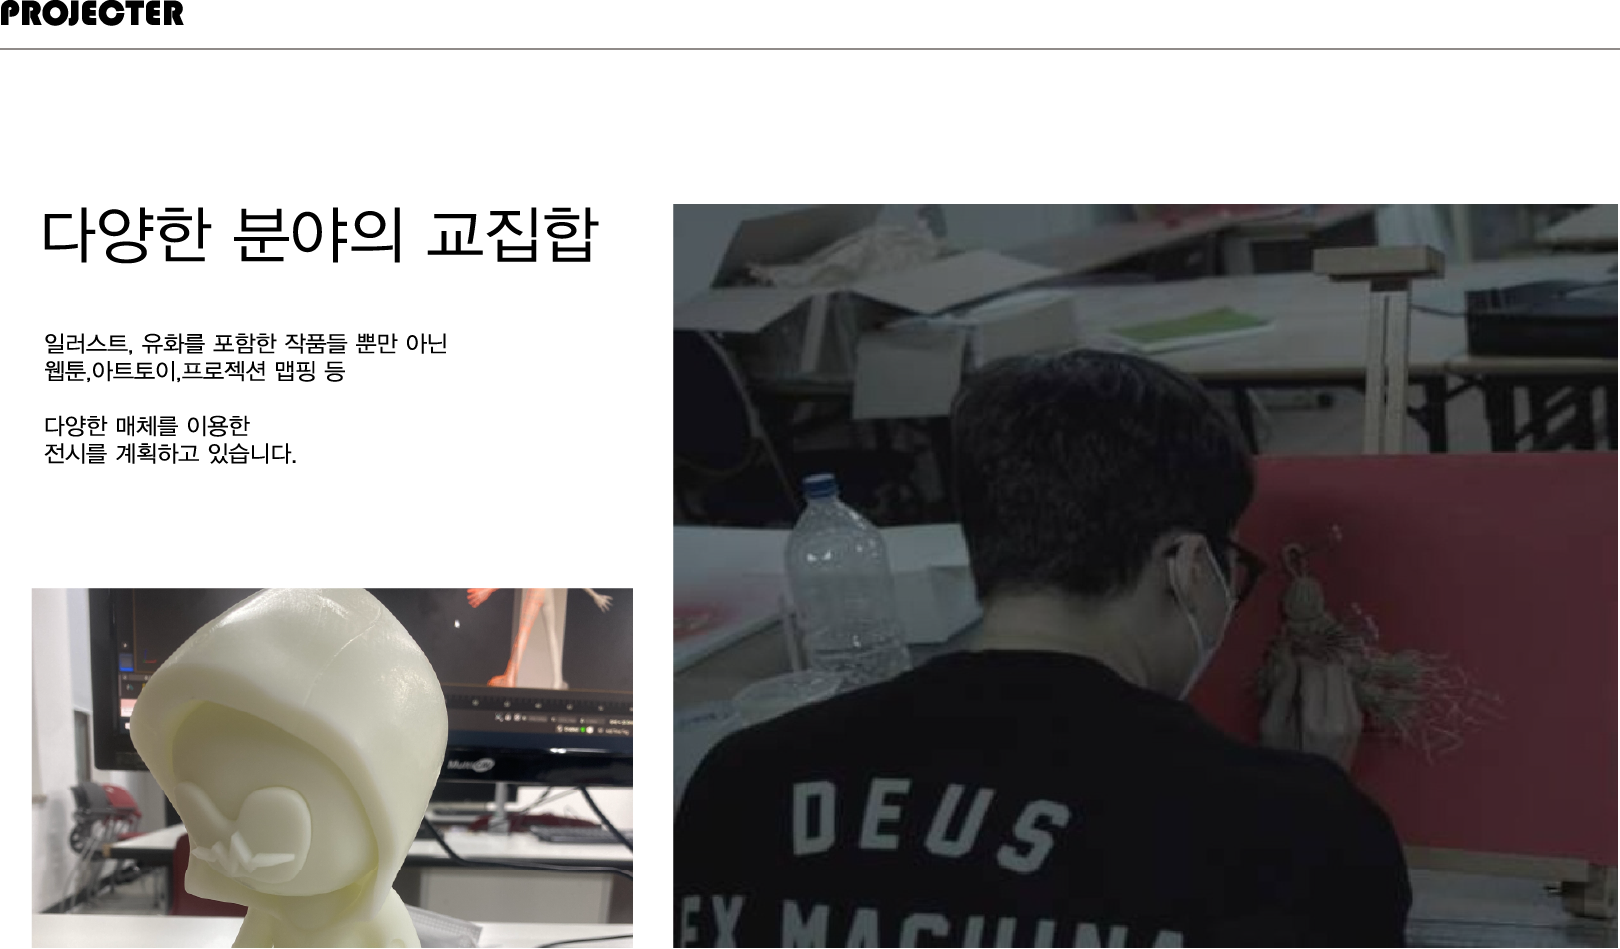 PROJECTER
다양한 분야의 교집합
일러스트, 유화를 포함한 작품들 뿐만 아닌
웹툰,아트토이,프로젝션 맵핑 등
다양한 매체를 이용한
전시를 계획하고 있습니다.
DEUS
EX MACHINA